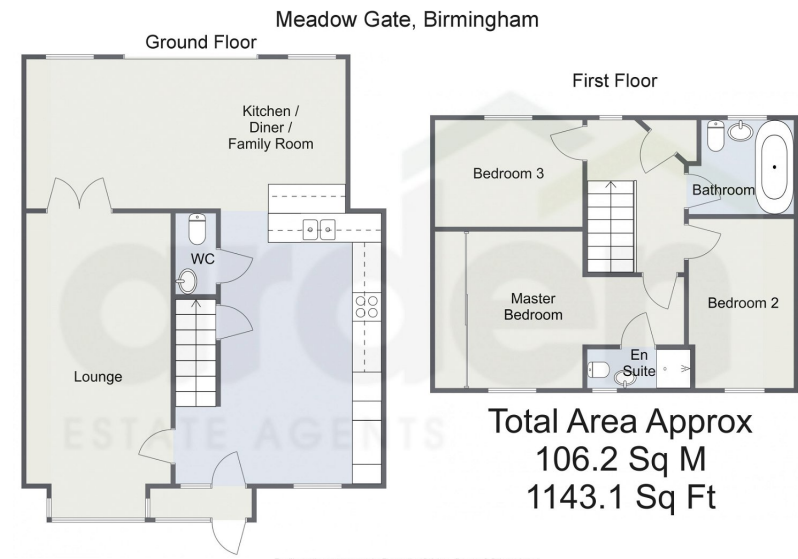 Meadow Gate, Birmingham
Ground Floor
First Floor
Kitchen /
Diner /
Family Room
WC
Lounge
Bedroom 3
Bathroom
Master
Bedroom
Bedroom 2
En
Suite
arden
ESTATE AGENTS
Total Area Approx
106.2 Sq M
1143.1 Sq Ft